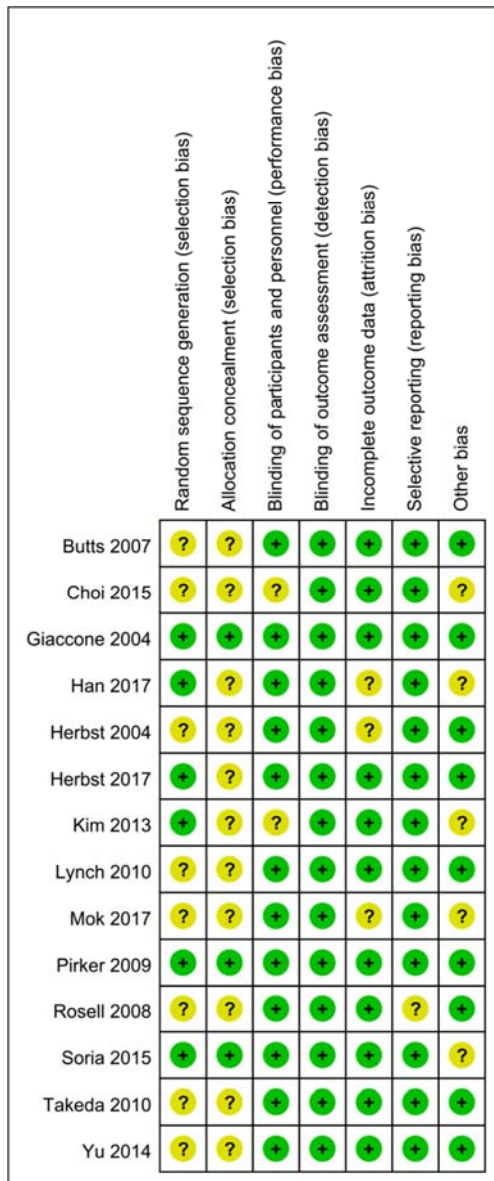 Random sequence generation (selection bias)
Allocation concealment (selection bias)
Blinding of participants and personnel (performance bias)
Blinding of outcome assessment (detection bias)
Incomplete outcome data (attrition bias)
Selective reporting (reporting bias)
Other bias
Butts 2007 ? ? + + + + +
Choi 2015 ? ? ? + + + ?
Giaccone 2004 + + + + + + +
Han 2017 + ? + + ? + ?
Herbst 2004 ? ? + + ? + +
Herbst 2017 + ? + + + + +
Kim 2013 + ? ? + + + ?
Lynch 2010 ? ? + + + + +
Mok 2017 ? ? + + ? + ?
Pirker 2009 + + + + + + +
Rosell 2008 ? ? + + + ? +
Soria 2015 + + + + + + ?
Takeda 2010 ? ? + + + + +
Yu 2014 ? ? + + + + +